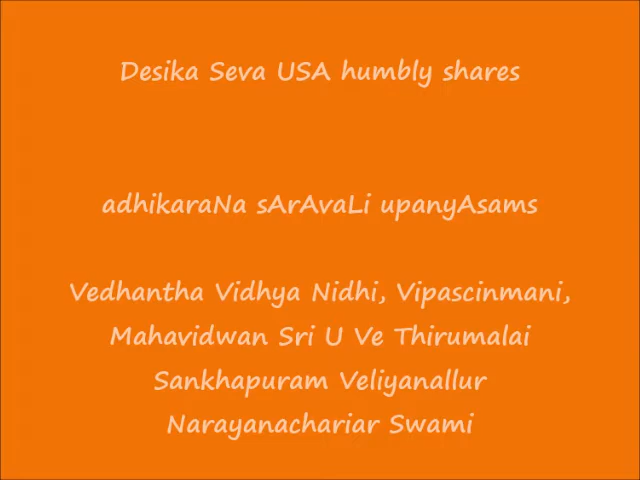 Desika Seva USA humbly shares
adhikaraNa sArAvaLi upanyAsams
Vedhantha Vidhya Nidhi, Vipascinmani,
Mahavidwan Sri U Ve Thirumalai
Sankhapuram Veliyanallur
Narayanachariar Swami